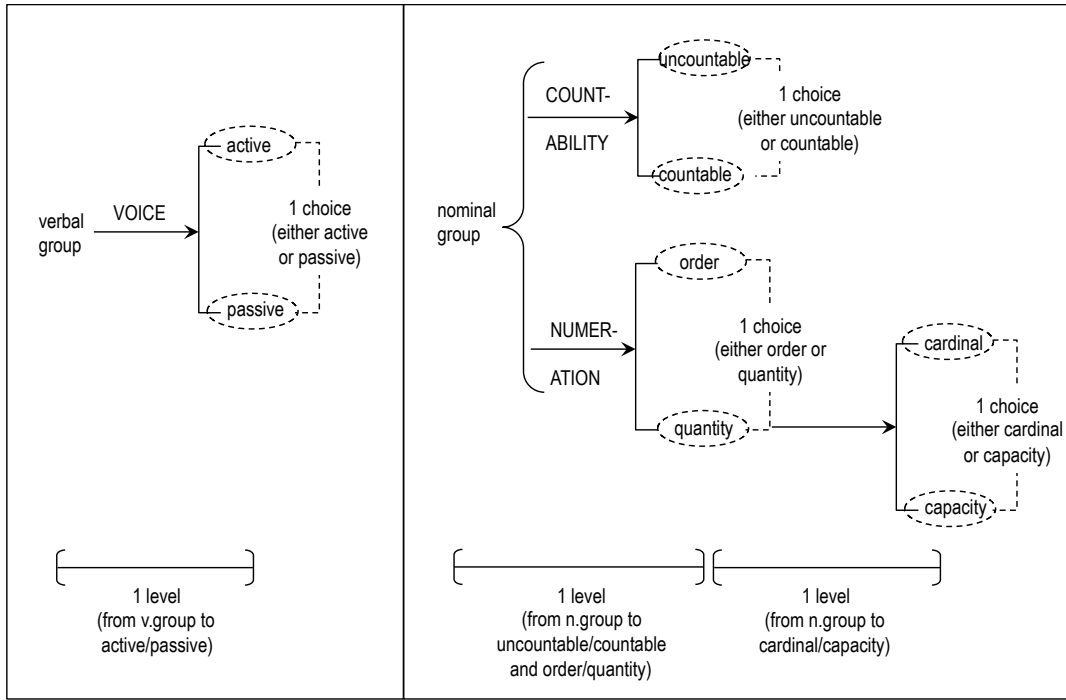 verbal
group
VOICE
active
passive
1 choice
(either active
or passive)
1 level
(from v.group to
active/passive)
nominal
group
COUNT-
ABILITY
uncountable
countable
1 choice
(either uncountable
or countable)
NUMER-
ATION
order
quantity
1 choice
(either order or
quantity)
cardinal
capacity
1 choice
(either cardinal
or capacity)
1 level
(from n.group to
uncountable/countable
and order/quantity)
1 level
(from n.group to
cardinal/capacity)